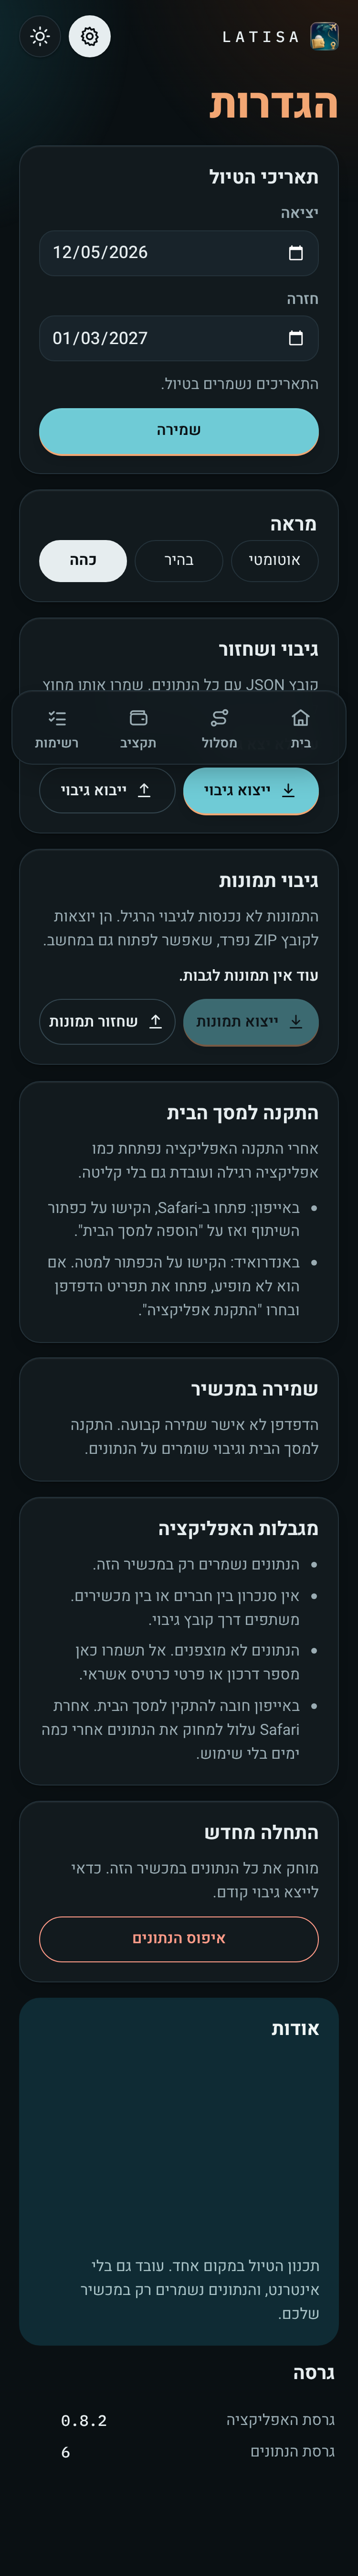 LATISA
הגדרות
תאריכי הטיול
יציאה
12/05/2026
חזרה
01/03/2027
התאריכים נשמרים בטיול.
שמירה
מראה
אוטומטי
בהיר
כהה
גיבוי ושחזור
קובץ JSON עם כל הנתונים. שמרו אותו מחוץ
בית
מסלול
תקציב
רשימות
ייצוא גיבוי
ייבוא גיבוי
גיבוי תמונות
התמונות לא נכנסות לגיבוי הרגיל. הן יוצאות
לקובץ ZIP נפרד, שאפשר לפתוח גם במחשב.
עוד אין תמונות לגבות.
ייצוא תמונות
שחזור תמונות
התקנה למסך הבית
אחרי התקנה האפליקציה נפתחת כמו
אפליקציה רגילה ועובדת גם בלי קליטה.
באייפון: פתחו ב-Safari, הקישו על כפתור
השיתוף ואז על "הוספה למסך הבית".
באנדרואיד: הקישו על הכפתור למטה. אם
הוא לא מופיע, פתחו את תפריט הדפדפן
ובחרו "התקנת אפליקציה".
שמירה במכשיר
הדפדפן לא אישר שמירה קבועה. התקנה
למסך הבית וגיבוי שומרים על הנתונים.
מגבלות האפליקציה
הנתונים נשמרים רק במכשיר הזה.
אין סנכרון בין חברים או בין מכשירים.
משתפים דרך קובץ גיבוי.
הנתונים לא מוצפנים. אל תשמרו כאן
מספר דרכון או פרטי כרטיס אשראי.
באייפון חובה להתקין למסך הבית. אחרת
Safari עלול למחוק את הנתונים אחרי כמה
ימים בלי שימוש.
התחלה מחדש
מוחק את כל הנתונים במכשיר הזה. כדאי
לייצא גיבוי קודם.
איפוס הנתונים
אודות
תכנון הטיול במקום אחד. עובד גם בלי
אינטרנט, והנתונים נשמרים רק במכשיר
שלכם.
גרסה
גרסת האפליקציה 0.8.2
גרסת הנתונים 6